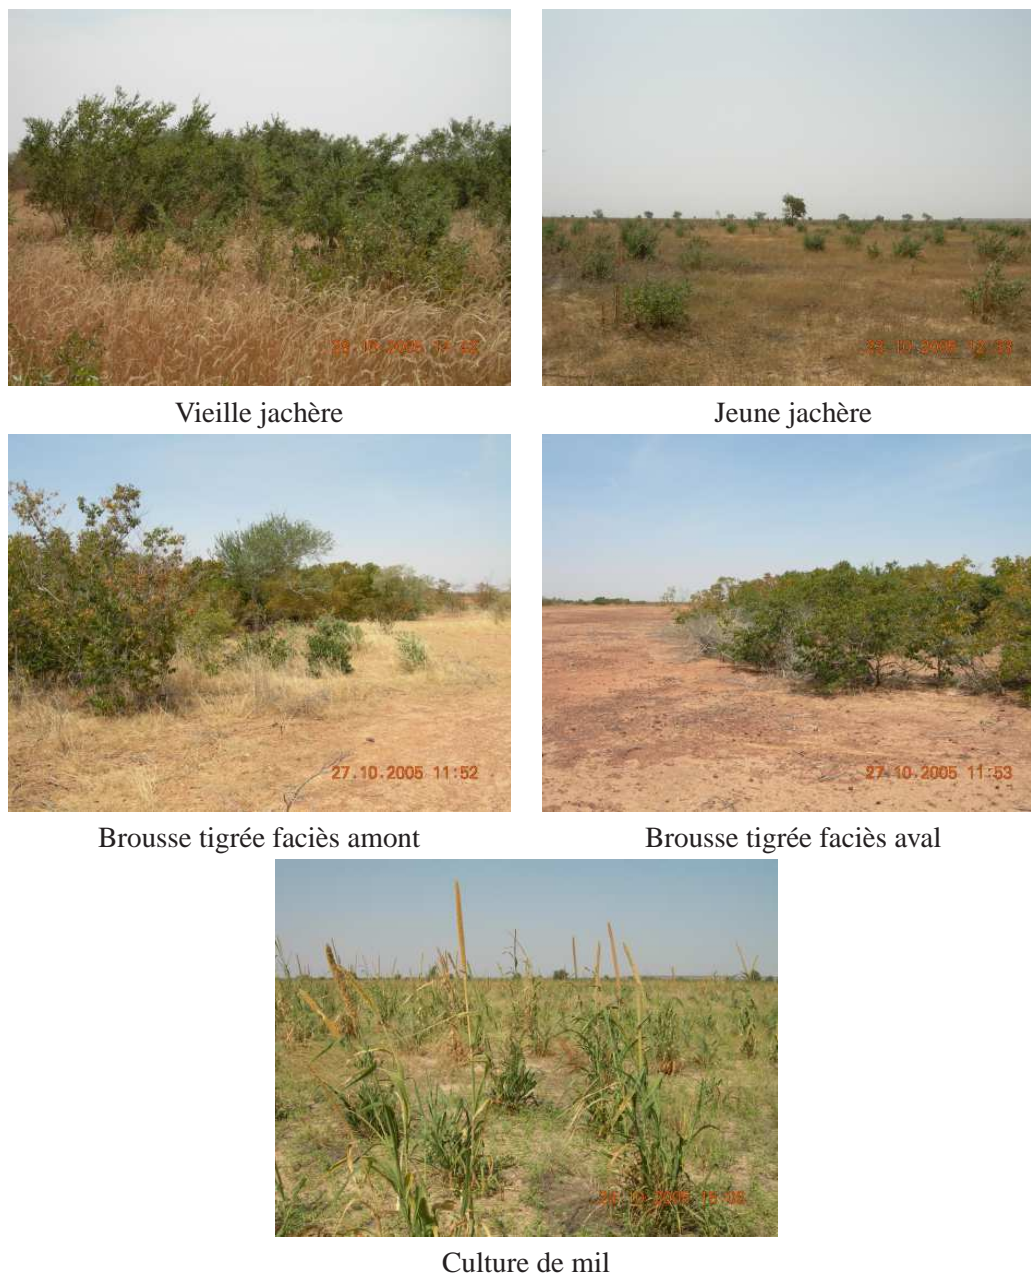 Vieille jachère
Jeune jachère
27.10.2005 11:52
27.10.2005 11:53
Brousse tigrée faciès amont
Brousse tigrée faciès aval
Culture de mil